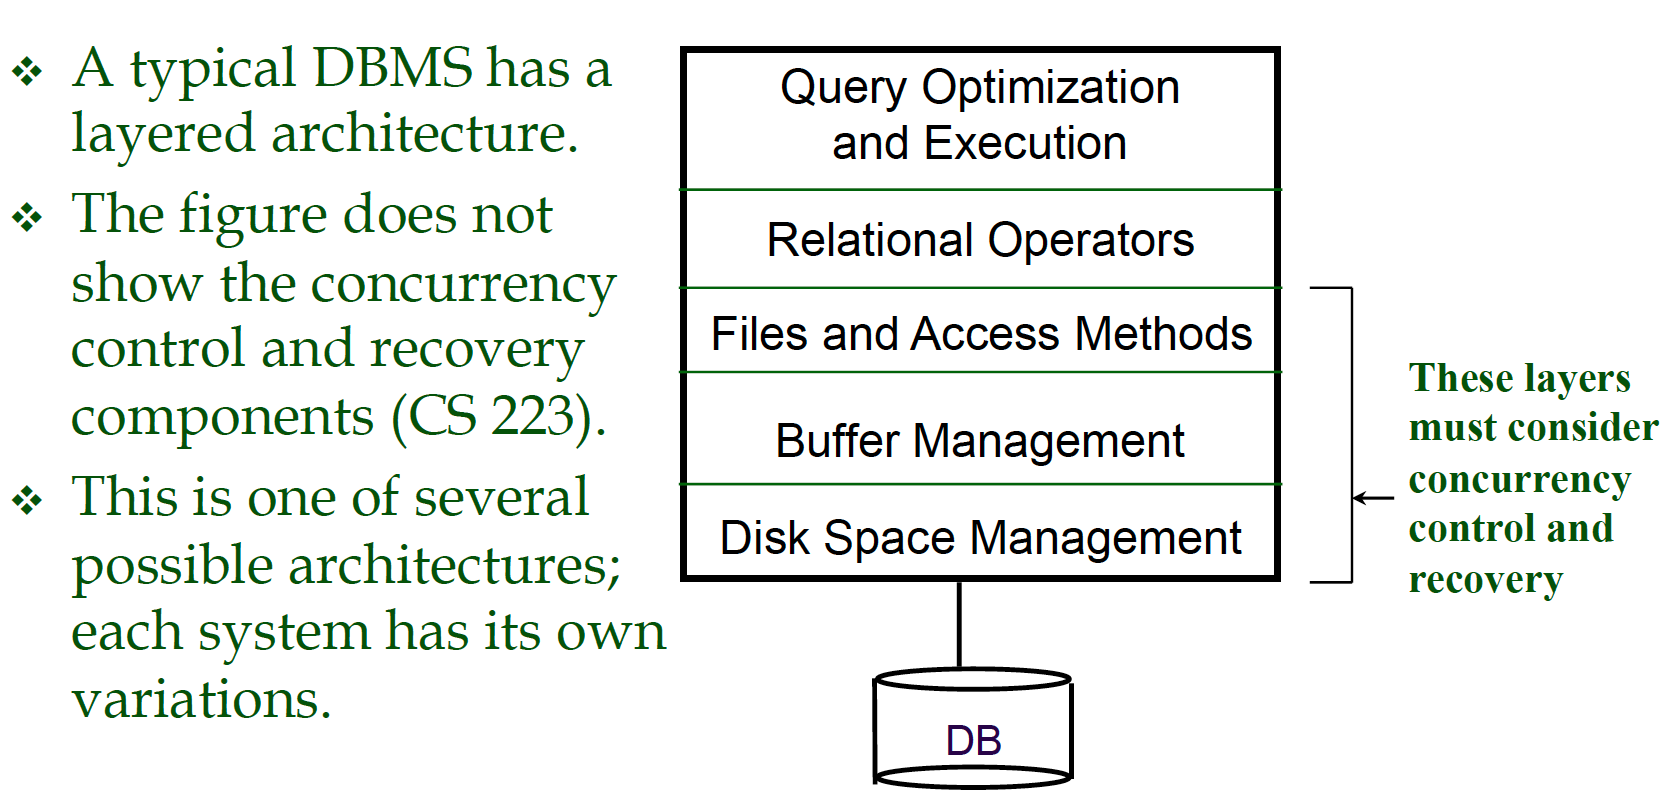 A typical DBMS has a
layered architecture.
The figure does not
show the concurrency
control and recovery
components (CS 223).
This is one of several
possible architectures;
each system has its own
variations.
Query Optimization
and Execution
Relational Operators
Files and Access Methods
Buffer Management
Disk Space Management
DB
These layers
must consider
concurrency
control and
recovery